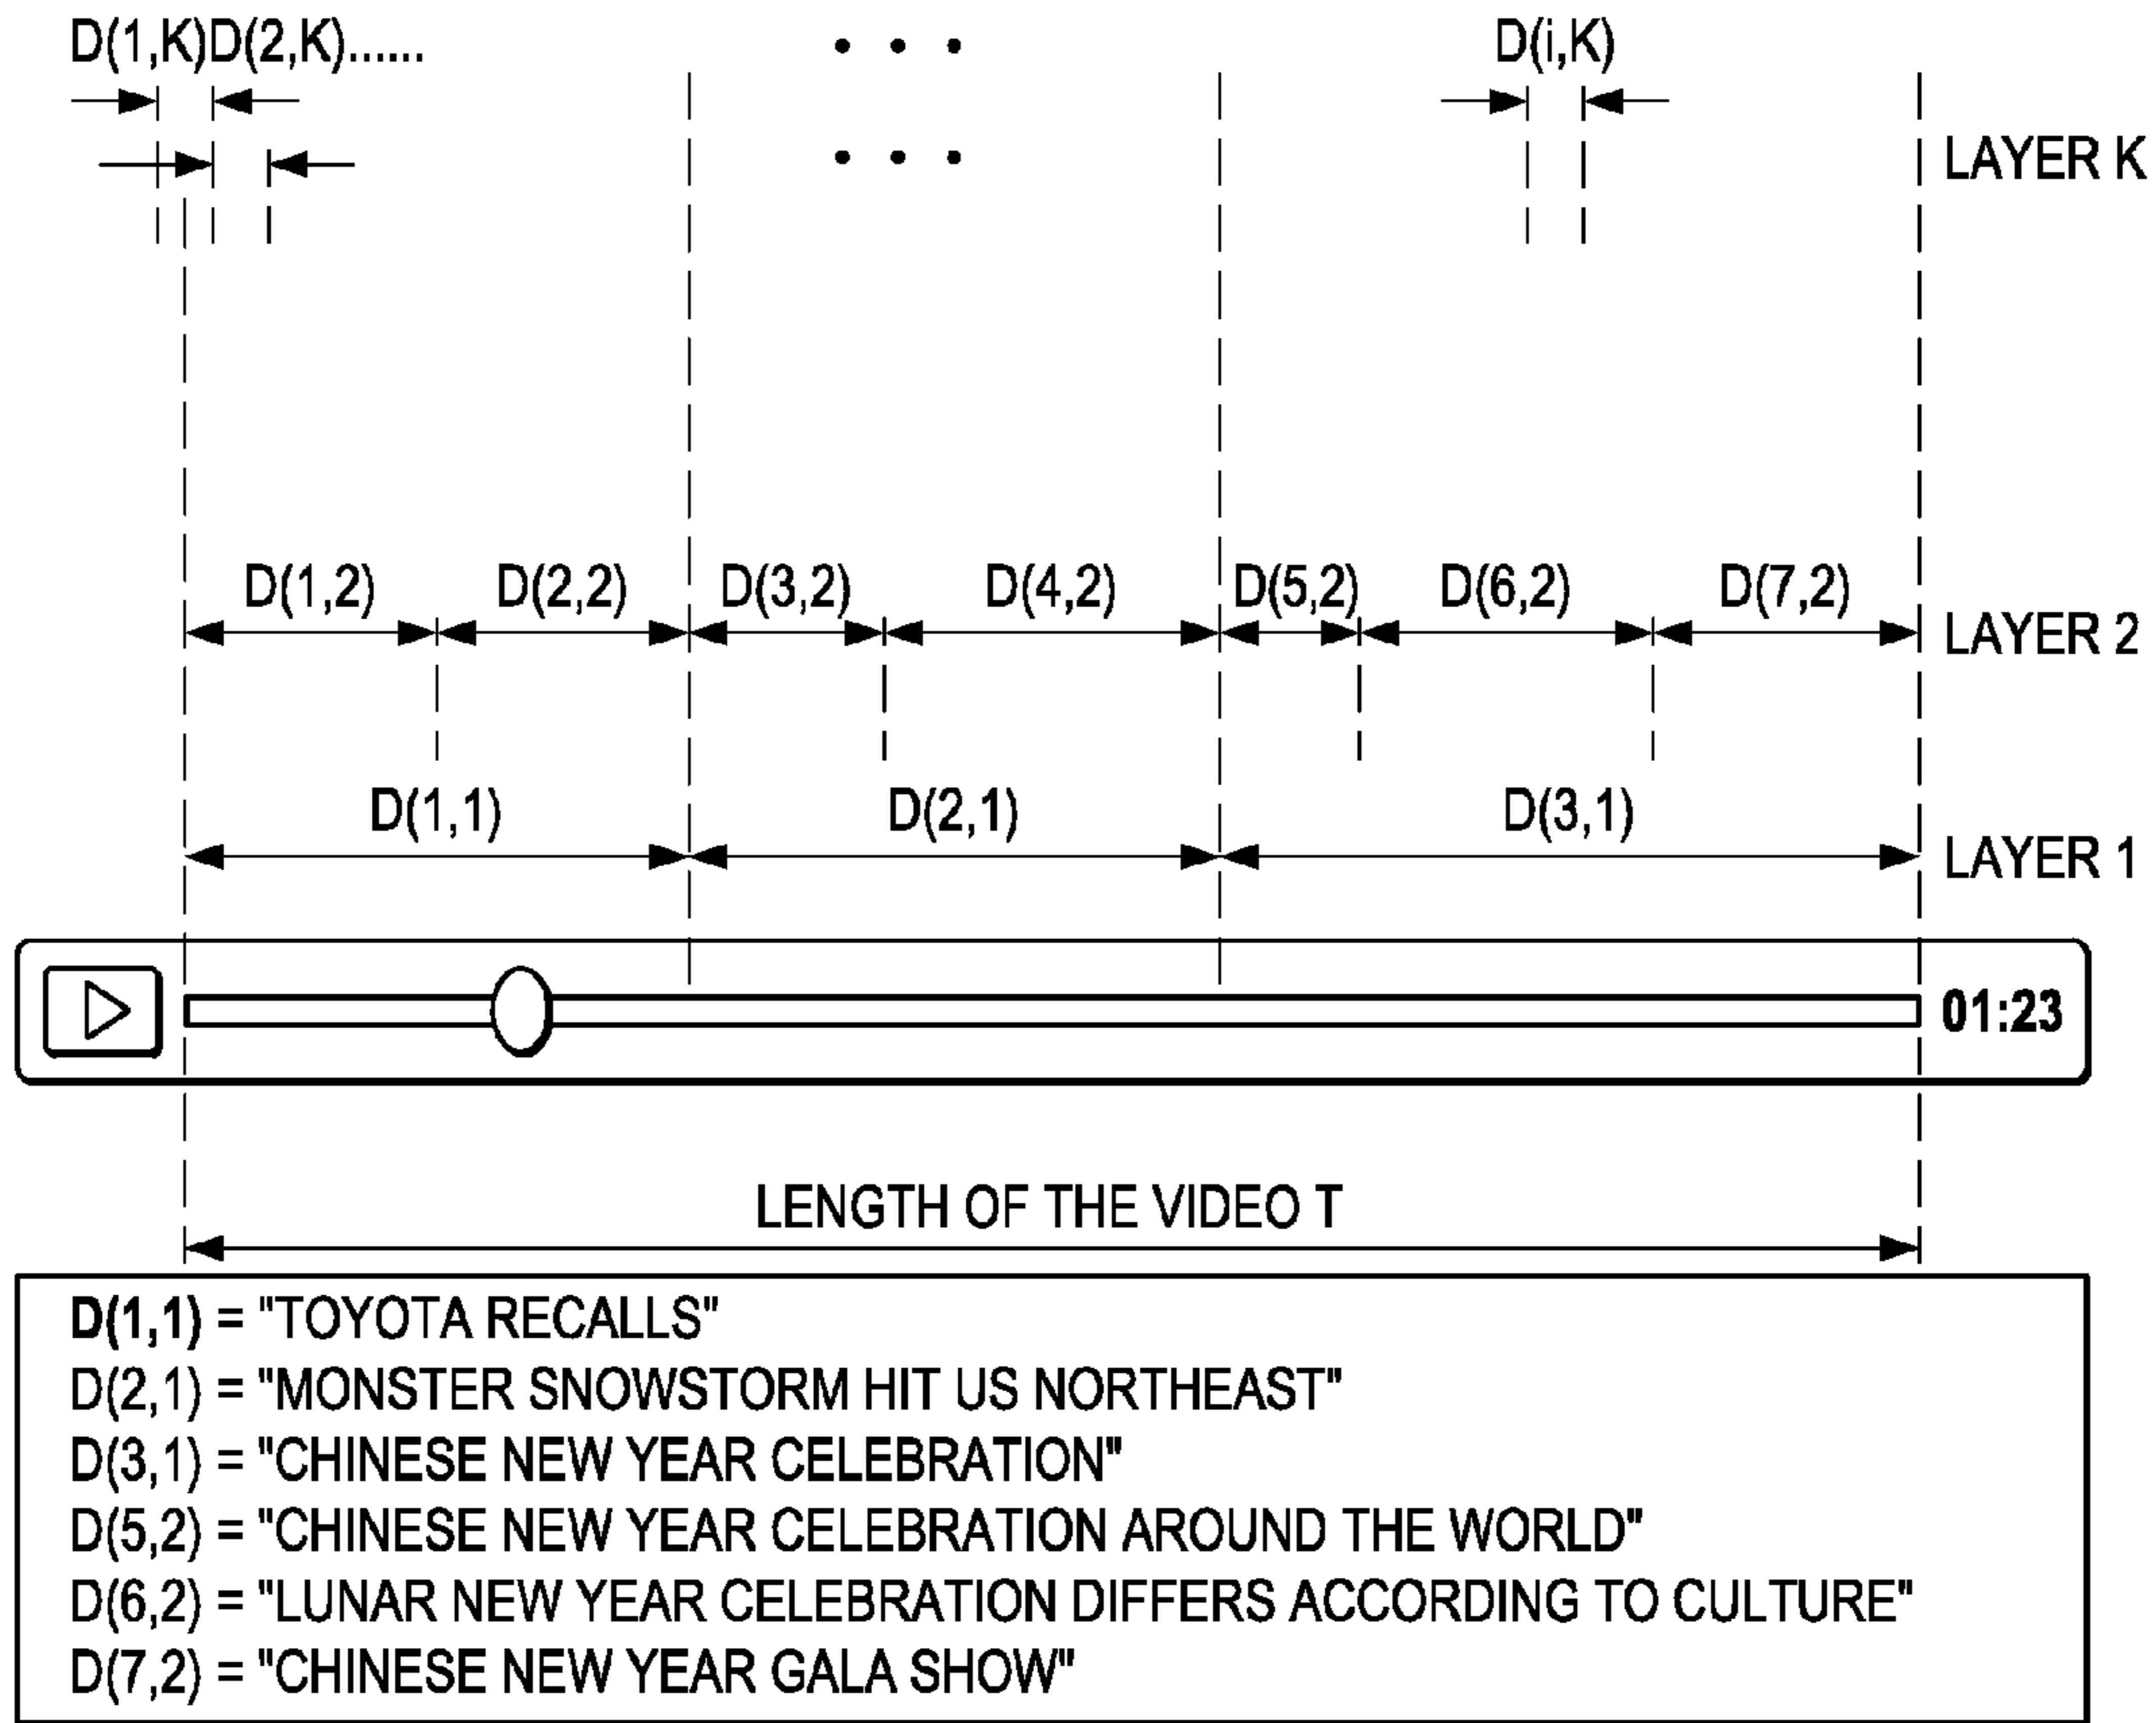 D(1,K)D(2,K)...... • • • D(i,K)
• • • LAYER K
D(1,2) D(2,2) D(3,2) D(4,2) D(5,2) D(6,2) D(7,2)
LAYER 2
D(1,1) D(2,1) D(3,1)
LAYER 1
01:23
LENGTH OF THE VIDEO T
D(1,1) = "TOYOTA RECALLS"
D(2,1) = "MONSTER SNOWSTORM HIT US NORTHEAST"
D(3,1) = "CHINESE NEW YEAR CELEBRATION"
D(5,2) = "CHINESE NEW YEAR CELEBRATION AROUND THE WORLD"
D(6,2) = "LUNAR NEW YEAR CELEBRATION DIFFERS ACCORDING TO CULTURE"
D(7,2) = "CHINESE NEW YEAR GALA SHOW"